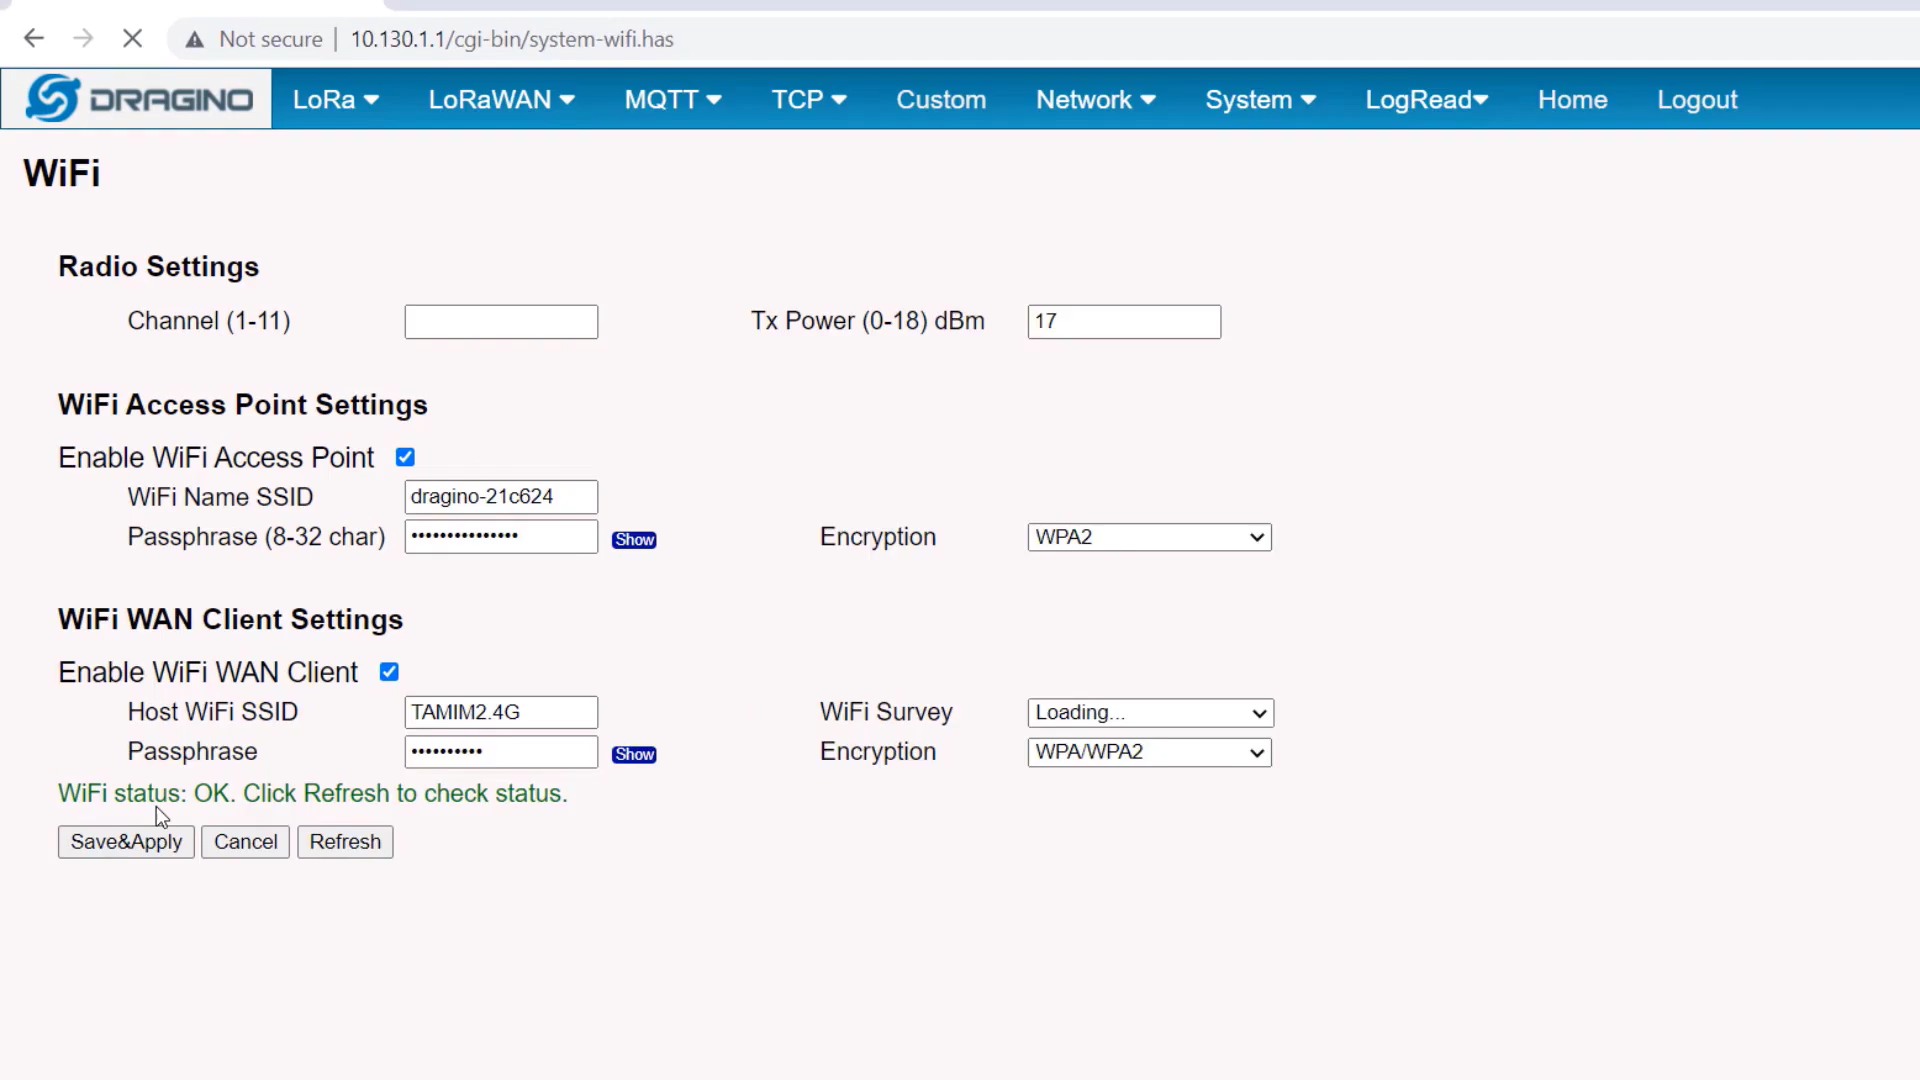 Not secure | 10.130.1.1/cgi-bin/system-wifi.has
DRAGINO LoRa LoRaWAN MQTT TCP Custom Network System LogRead Home Logout
WiFi
Radio Settings
Channel (1-11) Tx Power (0-18) dBm 17
WiFi Access Point Settings
Enable WiFi Access Point
WiFi Name SSID dragino-21c624
Passphrase (8-32 char) ••••••••••••••• Show Encryption WPA2
WiFi WAN Client Settings
Enable WiFi WAN Client
Host WiFi SSID TAMIM2.4G WiFi Survey Loading...
Passphrase •••••••••• Show Encryption WPA/WPA2
WiFi status: OK. Click Refresh to check status.
Save&Apply Cancel Refresh